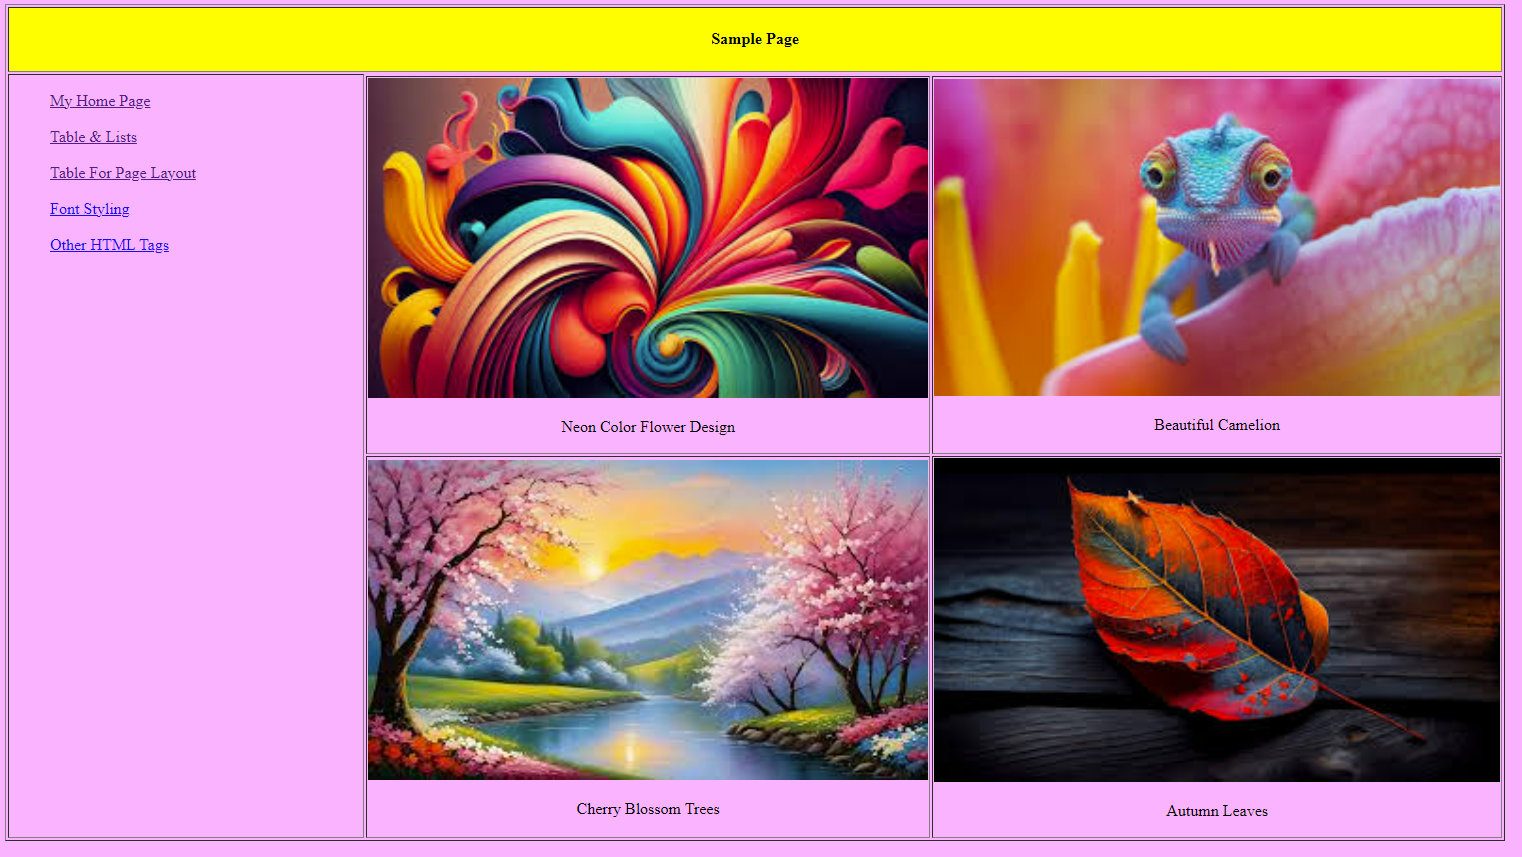 Sample Page
My Home Page
Table & Lists
Table For Page Layout
Font Styling
Other HTML Tags
Neon Color Flower Design
Beautiful Camelion
Cherry Blossom Trees
Autumn Leaves